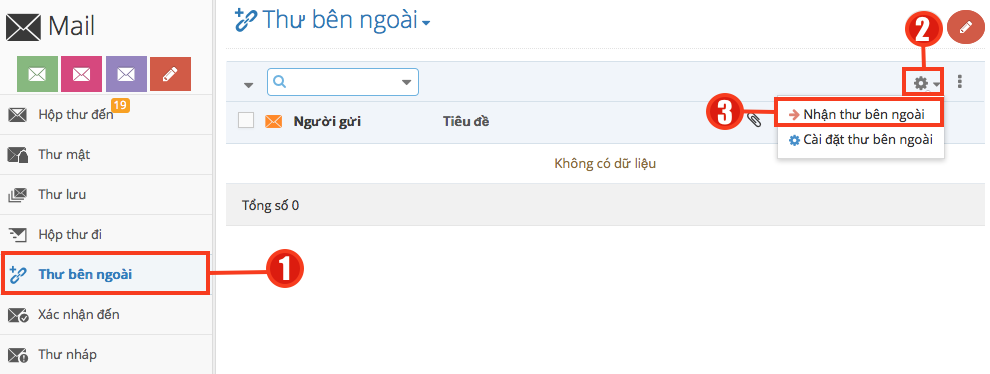 Mail
Hộp thư đến 19
Thư mật
Thư lưu
Hộp thư đi
Thư bên ngoài
Xác nhận đến
Thư nháp
1
Thư bên ngoài
2
Người gửi Tiêu đề
3
Nhận thư bên ngoài
Cài đặt thư bên ngoài
Không có dữ liệu
Tổng số 0